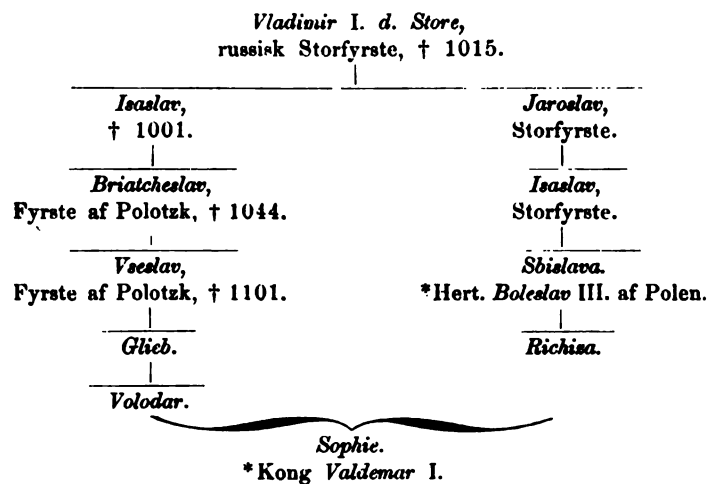 Vladimir I. d. Store,
russisk Storfyrste, † 1015.
Isaslav,
† 1001.
Jaroslav,
Storfyrste.
Briatcheslav,
Fyrste af Polotzk, † 1044.
Isaslav,
Storfyrste.
Vseslav,
Fyrste af Polotzk, † 1101.
Sbislava.
*Hert. Boleslav III. af Polen.
Glieb.
Richisa.
Volodar.
Sophie.
*Kong Valdemar I.